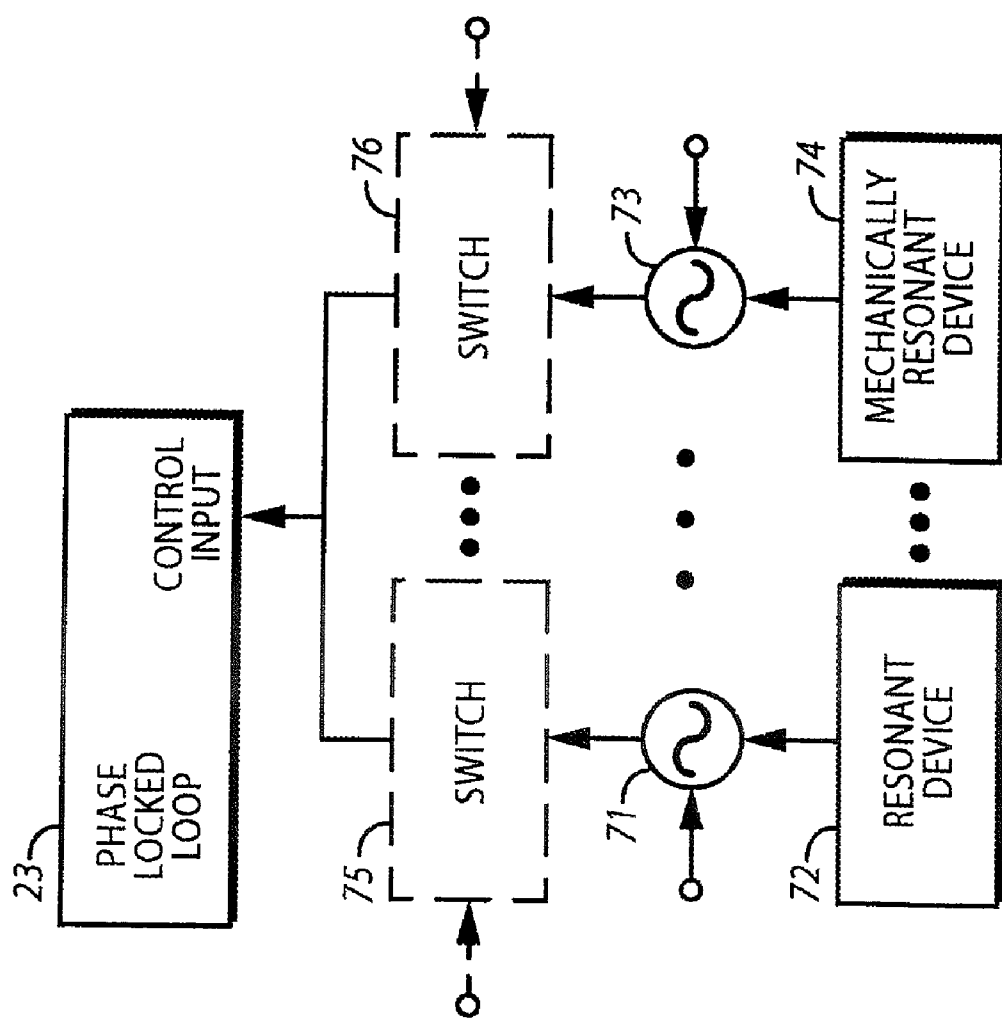 23
PHASE
LOCKED
LOOP
CONTROL
INPUT
75
SWITCH
76
SWITCH
71
73
72
RESONANT
DEVICE
74
MECHANICALLY
RESONANT
DEVICE